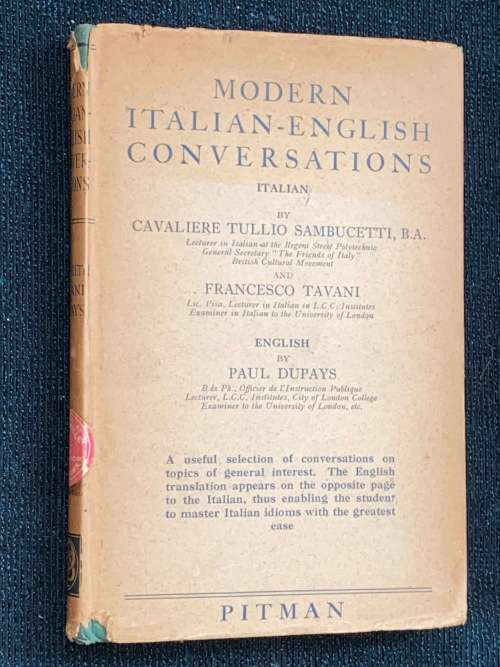 MODERN
ITALIAN-ENGLISH
CONVERSATIONS
ITALIAN
BY
CAVALIERE TULLIO SAMBUCETTI, B.A.
Lecturer in Italian at the Regent Street Polytechnic
General Secretary "The Friends of Italy"
British Cultural Movement
AND
FRANCESCO TAVANI
Lic. Pisa, Lecturer in Italian in L.C.C. Institutes
Examiner in Italian to the University of London
ENGLISH
BY
PAUL DUPAYS
B. ès Ph., Officier de l'Instruction Publique
Lecturer, L.C.C. Institutes, City of London College
Examiner to the University of London, etc.
A useful selection of conversations on
topics of general interest. The English
translation appears on the opposite page
to the Italian, thus enabling the student
to master Italian idioms with the greatest
ease
PITMAN